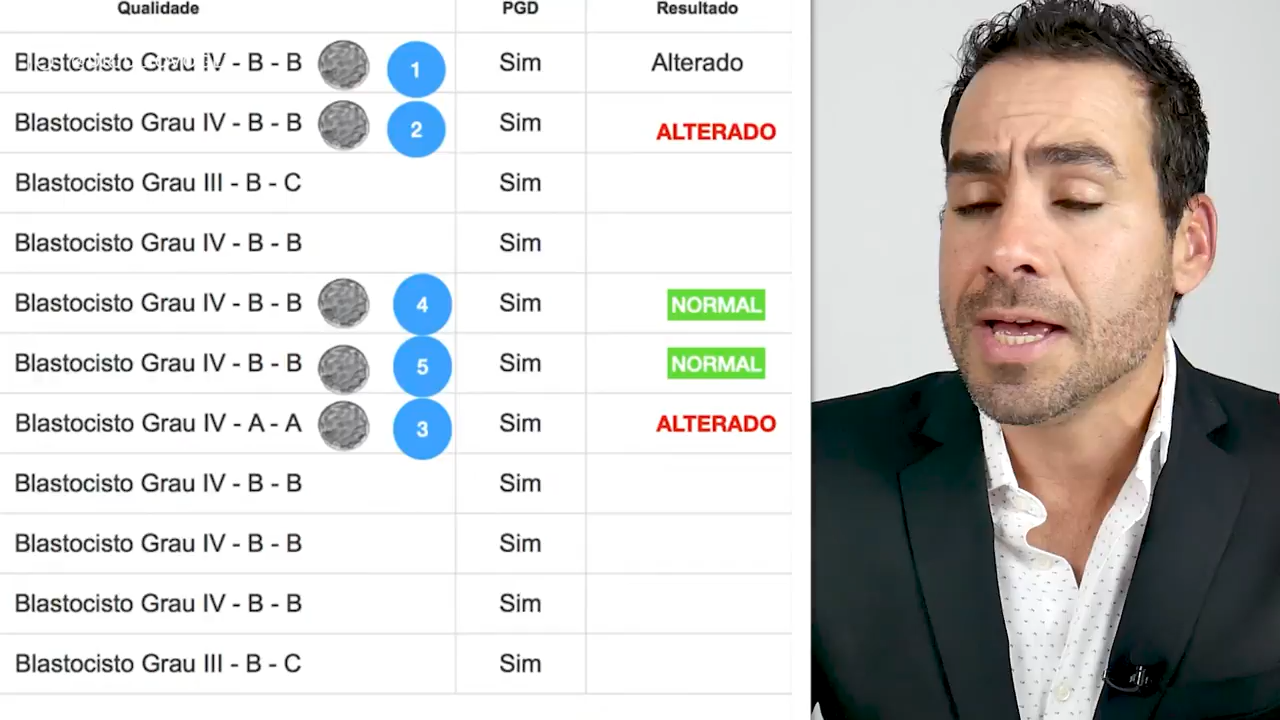 Qualidade PGD Resultado
Blastocisto Grau IV - B - B 1 Sim Alterado
Blastocisto Grau IV - B - B 2 Sim ALTERADO
Blastocisto Grau III - B - C Sim
Blastocisto Grau IV - B - B Sim
Blastocisto Grau IV - B - B 4 Sim NORMAL
Blastocisto Grau IV - B - B 5 Sim NORMAL
Blastocisto Grau IV - A - A 3 Sim ALTERADO
Blastocisto Grau IV - B - B Sim
Blastocisto Grau IV - B - B Sim
Blastocisto Grau IV - B - B Sim
Blastocisto Grau III - B - C Sim